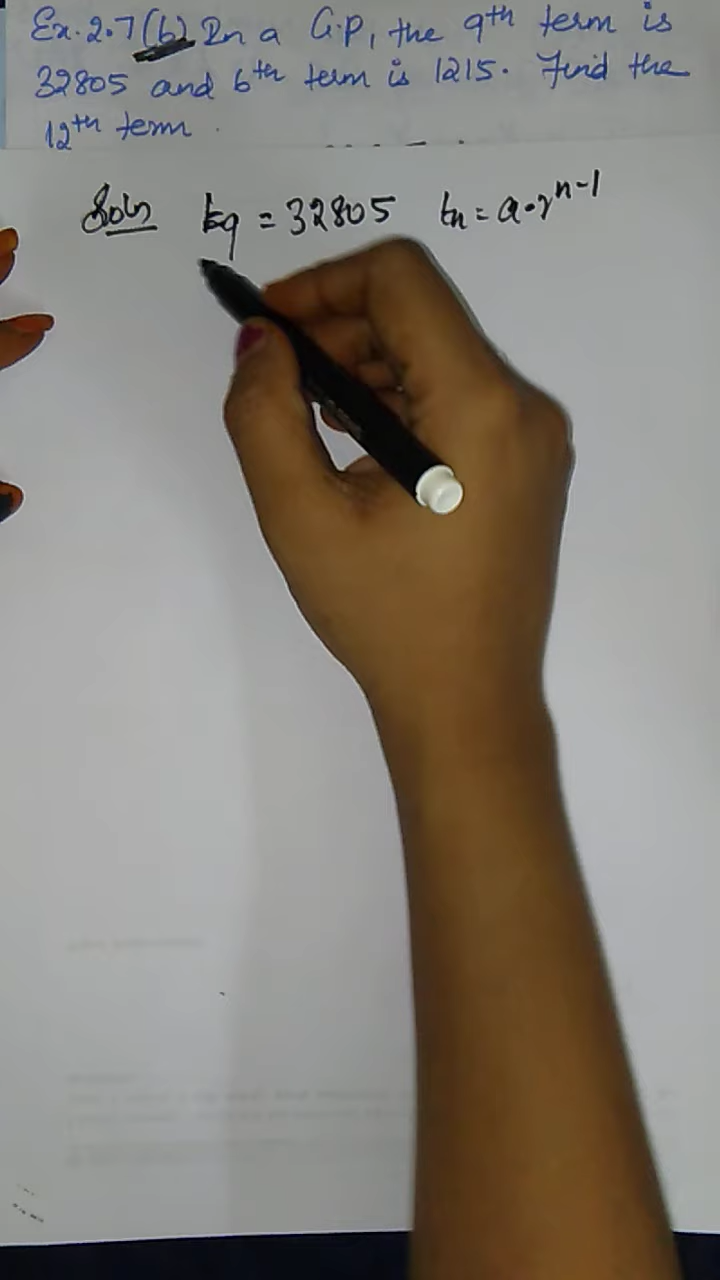 Ex. 2.7 (6). In a G.P, the 9th term is
32805 and 6th term is 1215. Find the
12th term.
Soln t9 = 32805 tn = a·r^n-1